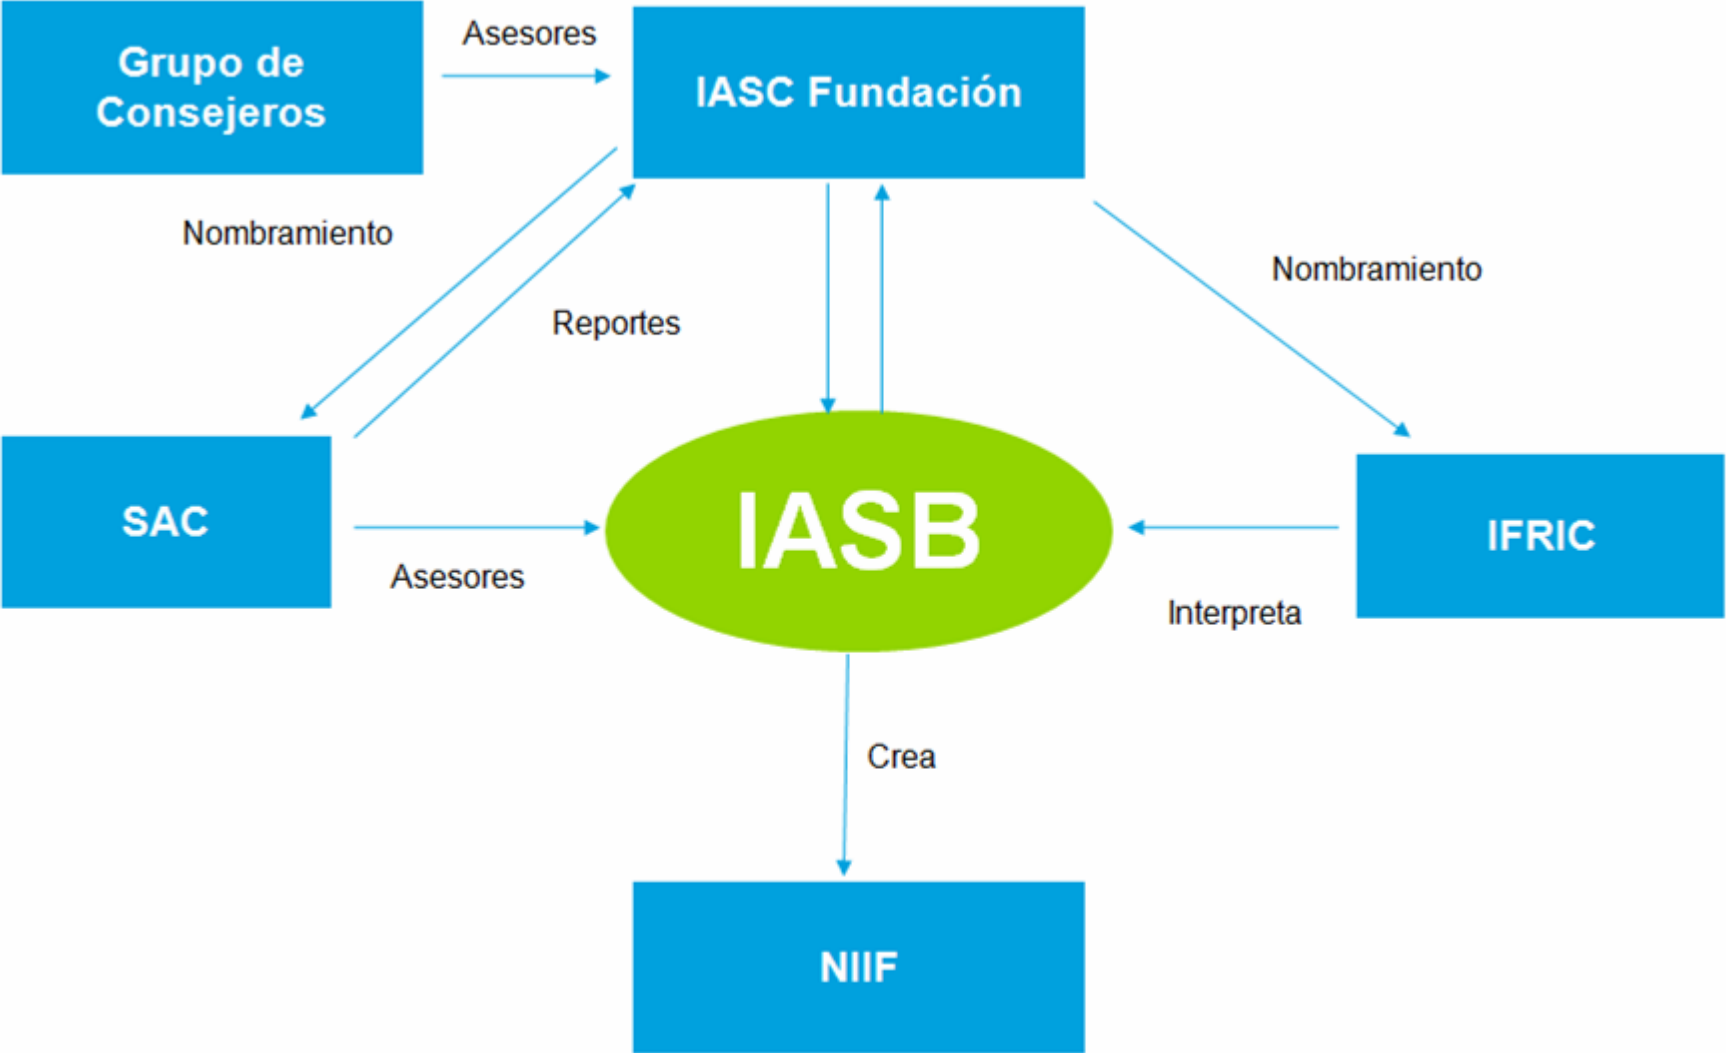 Grupo de
Consejeros
Asesores
IASC Fundación
Nombramiento
Reportes
Nombramiento
SAC
Asesores
IASB
Interpreta
IFRIC
Crea
NIIF